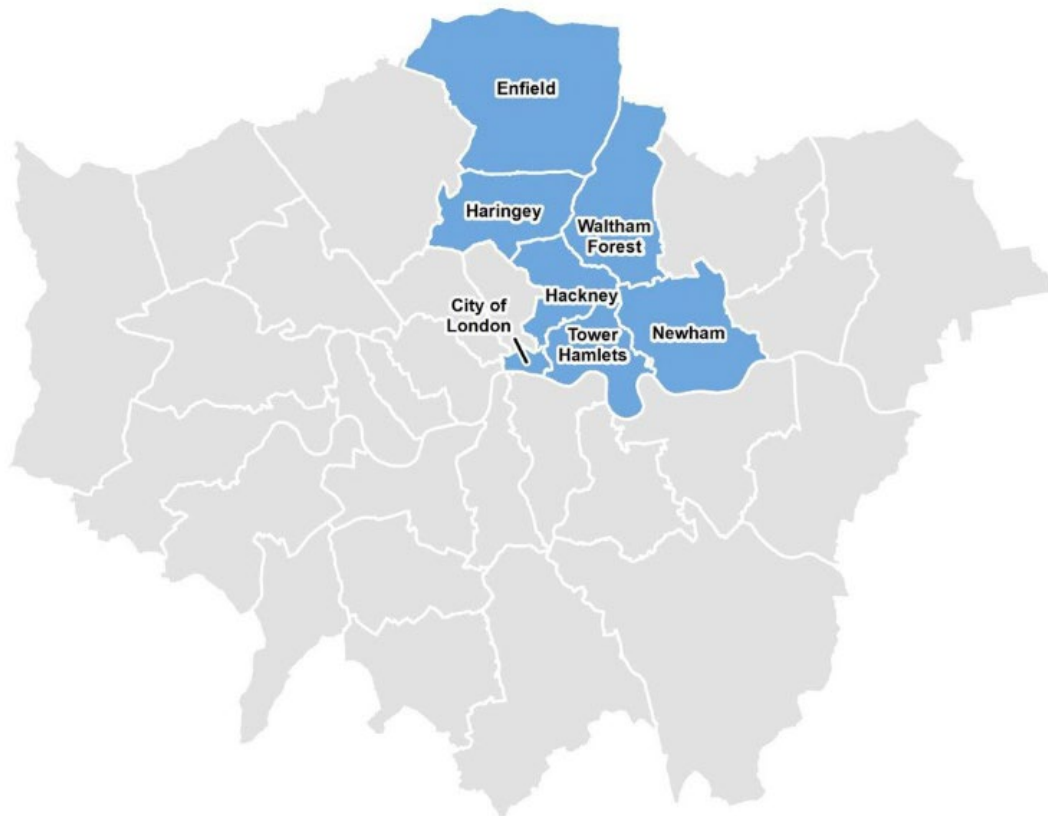 Enfield
Haringey
Waltham
Forest
Hackney
City of
London
Tower
Hamlets
Newham